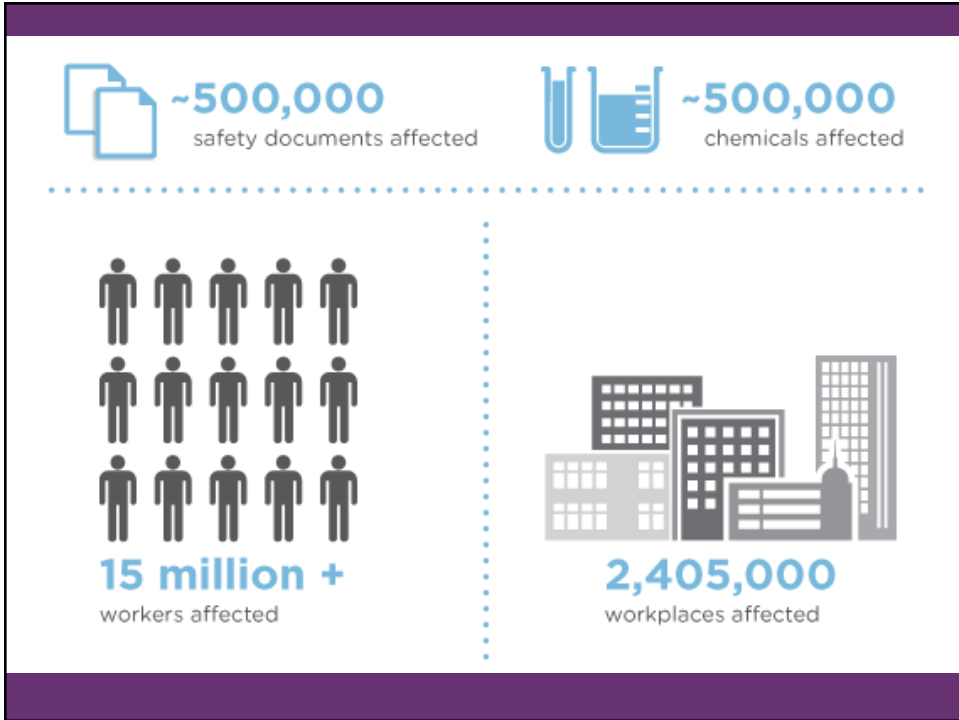 ~500,000
safety documents affected
~500,000
chemicals affected
15 million +
workers affected
2,405,000
workplaces affected